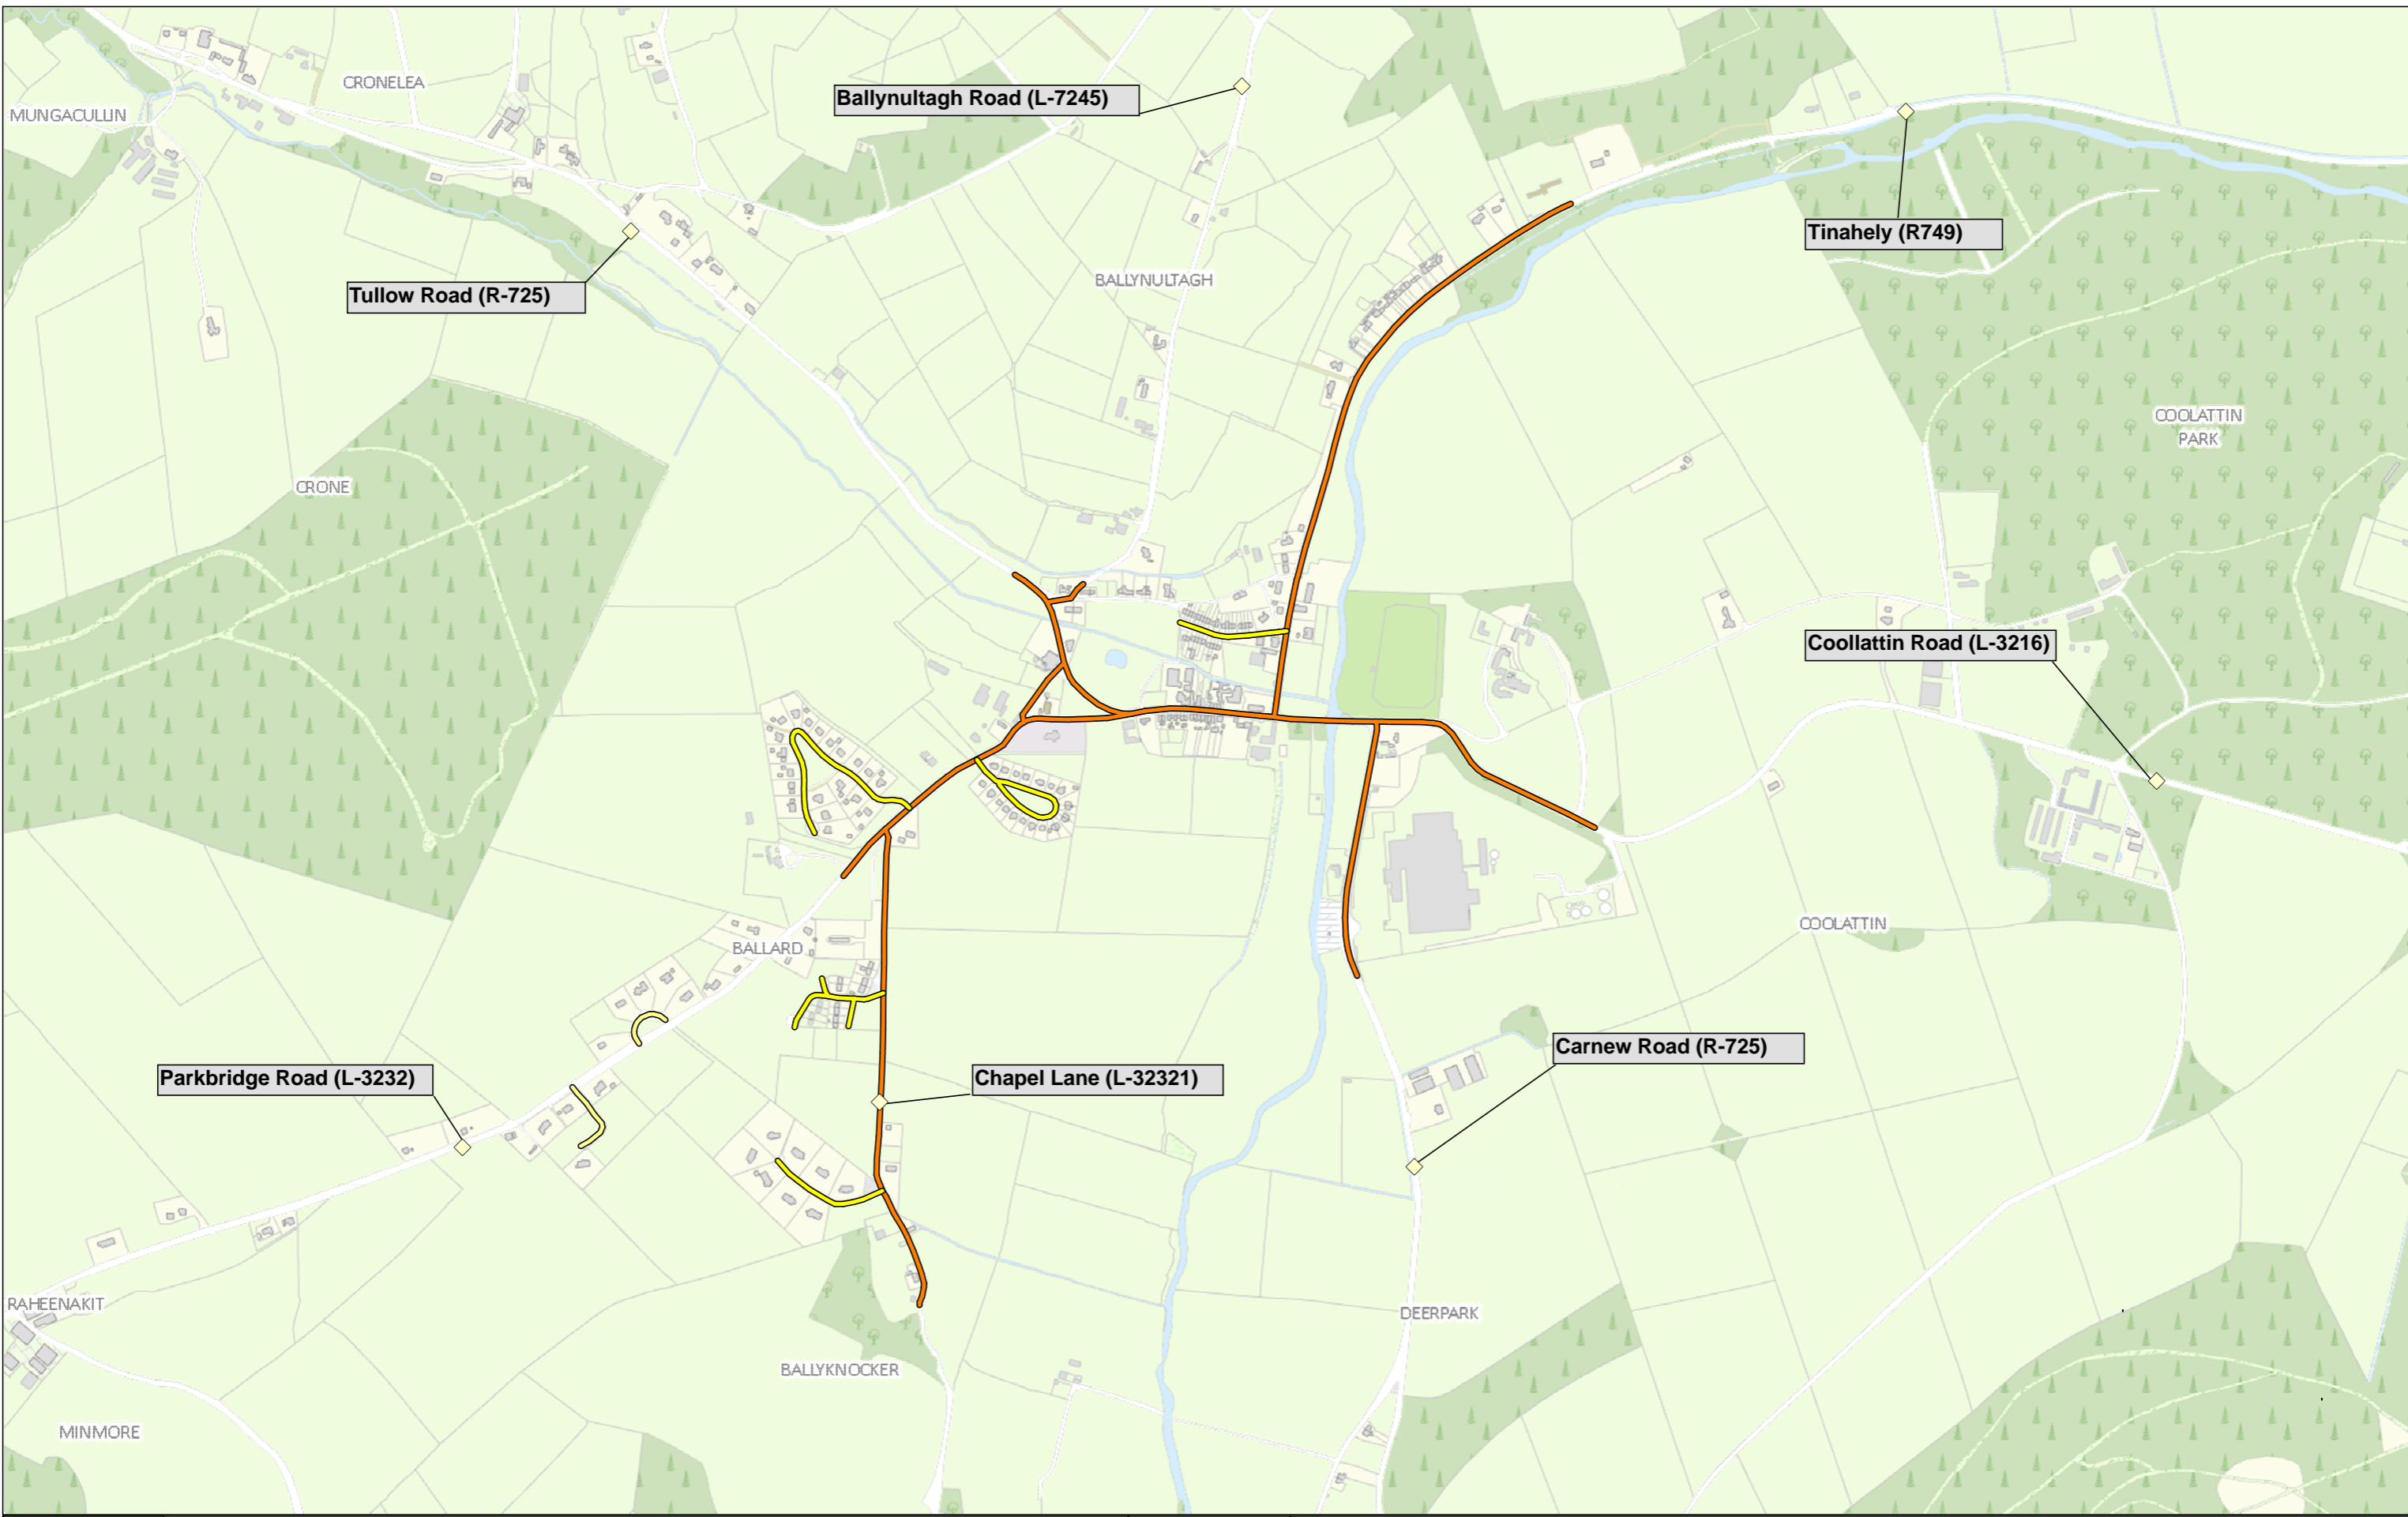 CRONELEA
Ballynultagh Road (L-7245)
MUNGACULLIN
Tinahely (R749)
BALLYNULTAGH
Tullow Road (R-725)
COOLATTIN
PARK
CRONE
Coollattin Road (L-3216)
COOLATTIN
BALLARD
Carnew Road (R-725)
Parkbridge Road (L-3232)
Chapel Lane (L-32321)
RAHEENAKIT
DEERPARK
BALLYKNOCKER
MINMORE